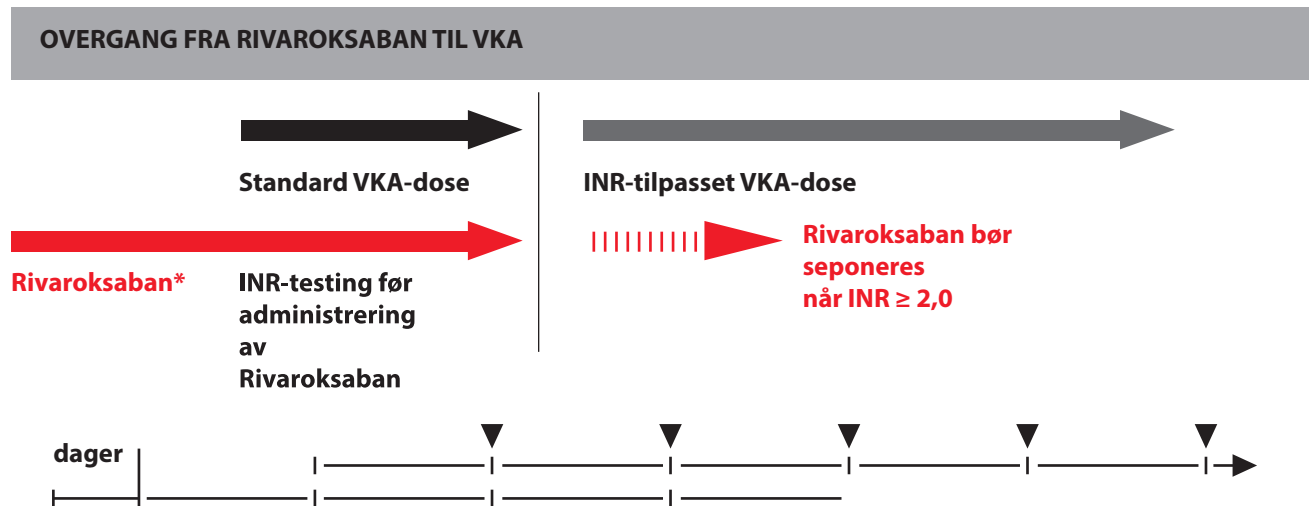 OVERGANG FRA RIVAROKSABAN TIL VKA
Standard VKA-dose
INR-tilpasset VKA-dose
Rivaroksaban*
INR-testing før
administrering
av
Rivaroksaban
Rivaroksaban bør
seponeres
når INR ≥ 2,0
dager